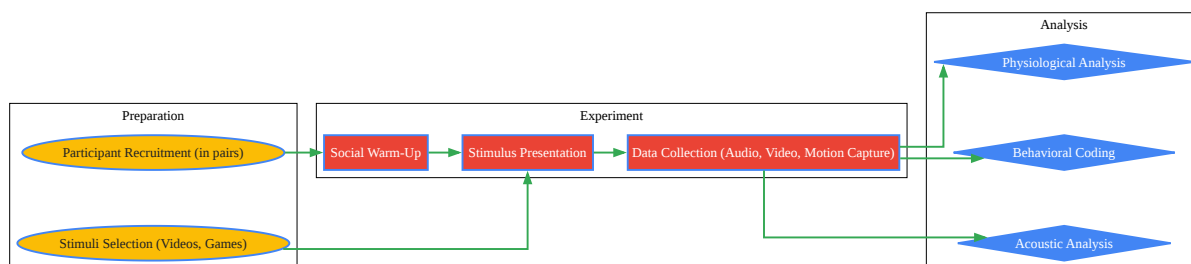 Preparation
Participant Recruitment (in pairs)
Stimuli Selection (Videos, Games)
Experiment
Social Warm-Up
Stimulus Presentation
Data Collection (Audio, Video, Motion Capture)
Analysis
Physiological Analysis
Behavioral Coding
Acoustic Analysis